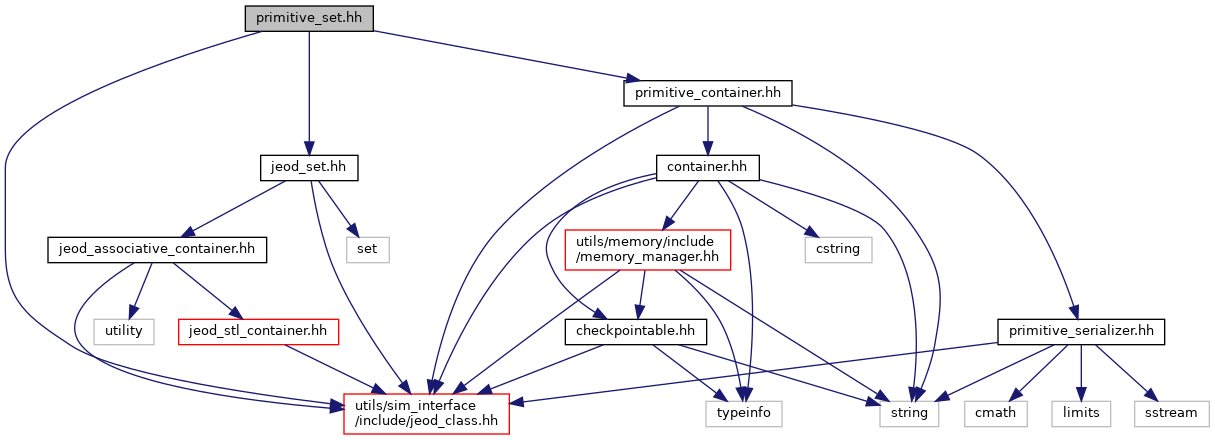 primitive_set.hh
primitive_container.hh
jeod_set.hh
container.hh
jeod_associative_container.hh
set
utils/memory/include
/memory_manager.hh
cstring
utility
jeod_stl_container.hh
checkpointable.hh
primitive_serializer.hh
utils/sim_interface
/include/jeod_class.hh
typeinfo
string
cmath
limits
sstream